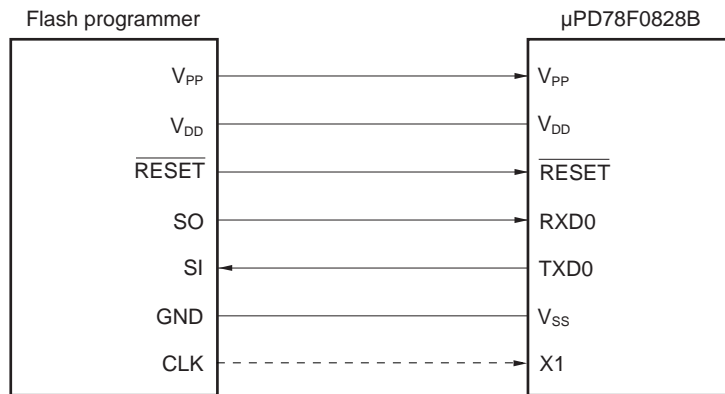 Flash programmer µPD78F0828B
VPP VPP
VDD VDD
RESET RESET
SO RXD0
SI TXD0
GND VSS
CLK X1